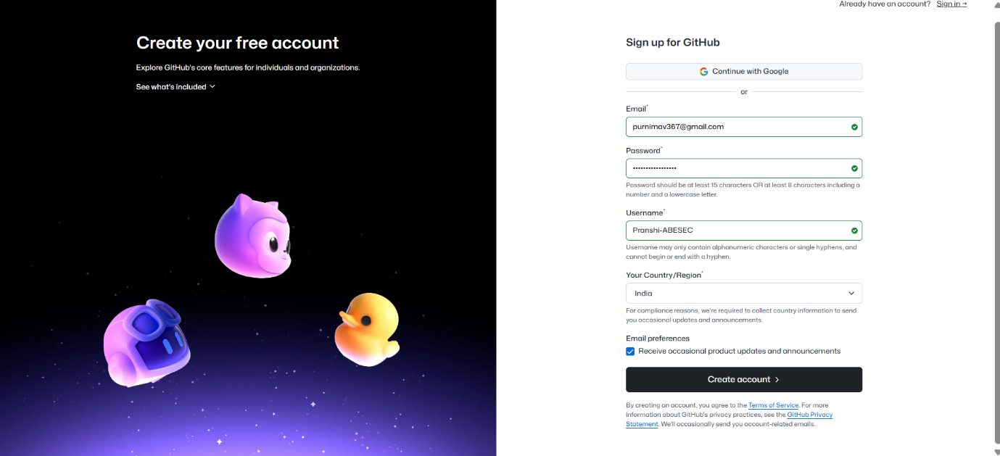 Create your free account
Explore GitHub's core features for individuals and organizations.
See what's included
Already have an account? Sign in →
Sign up for GitHub
Continue with Google
or
Email*
purnimav367@gmail.com
Password*
•••••••••••••••••
Password should be at least 15 characters OR at least 8 characters including a
number and a lowercase letter.
Username*
Pranshi-ABESEC
Username may only contain alphanumeric characters or single hyphens, and
cannot begin or end with a hyphen.
Your Country/Region*
India
For compliance reasons, we're required to collect country information to send
you occasional updates and announcements.
Email preferences
Receive occasional product updates and announcements
Create account >
By creating an account, you agree to the Terms of Service. For more
information about GitHub's privacy practices, see the GitHub Privacy
Statement. We'll occasionally send you account-related emails.